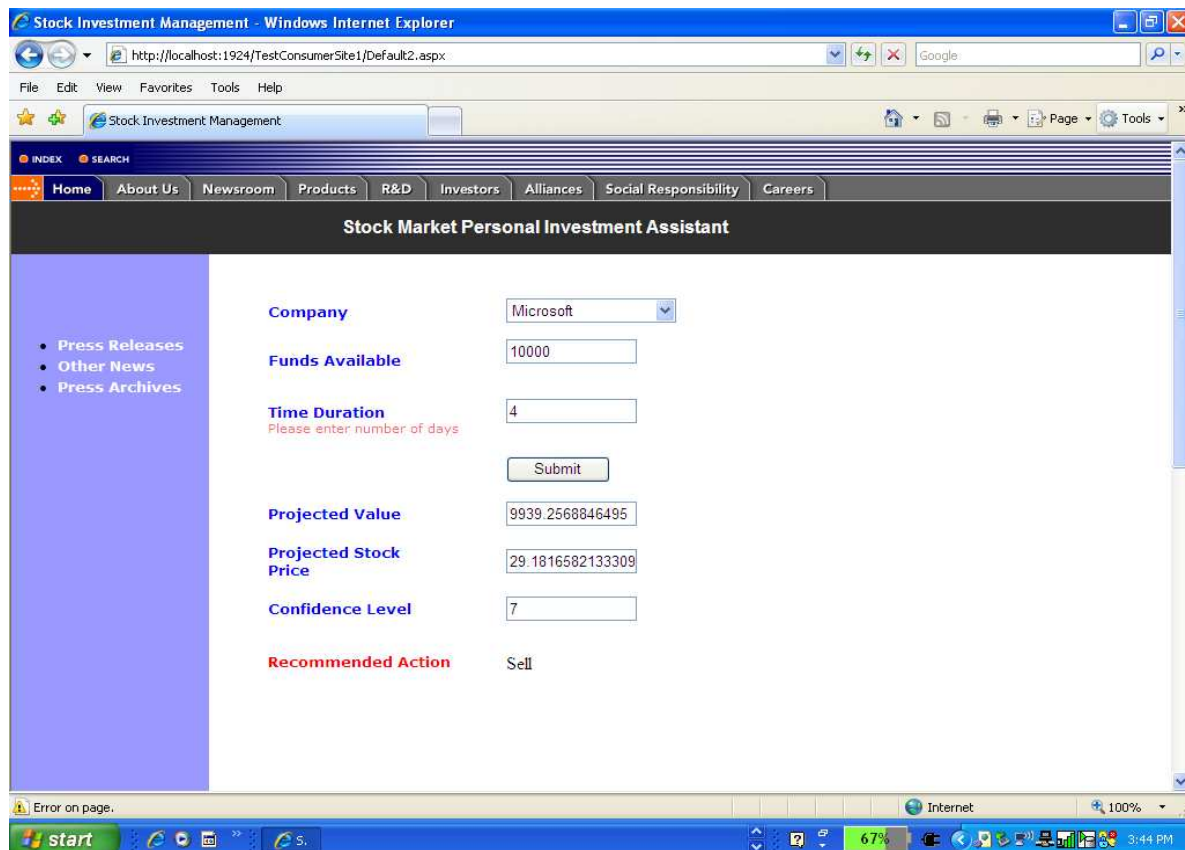 Stock Investment Management - Windows Internet Explorer
http://localhost:1924/TestConsumerSite1/Default2.aspx
Google
File Edit View Favorites Tools Help
Stock Investment Management
Page Tools
INDEX SEARCH
Home About Us Newsroom Products R&D Investors Alliances Social Responsibility Careers
Stock Market Personal Investment Assistant
Press Releases
Other News
Press Archives
Company Microsoft
Funds Available 10000
Time Duration 4
Please enter number of days
Submit
Projected Value 9939.2568846495
Projected Stock
Price 29.1816582133309
Confidence Level 7
Recommended Action Sell
Error on page.
Internet 100%
start S. 67% 3:44 PM